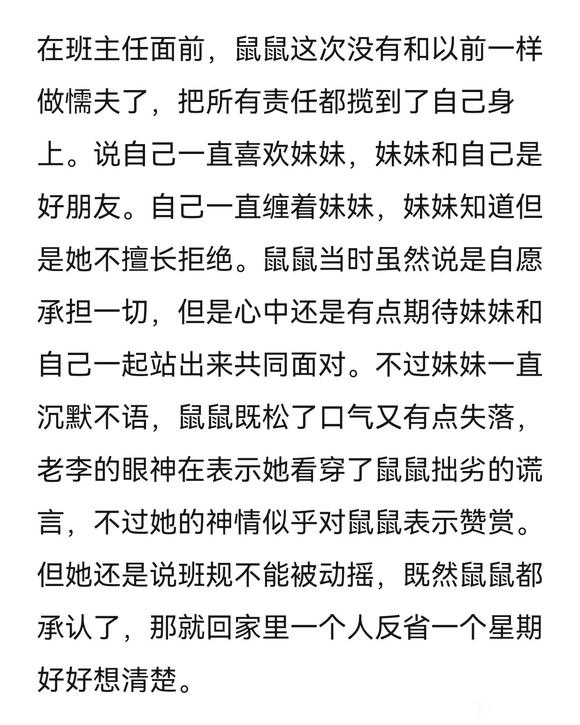 在班主任面前，鼠鼠这次没有和以前一样
做懦夫了，把所有责任都揽到了自己身
上。说自己一直喜欢妹妹，妹妹和自己是
好朋友。自己一直缠着妹妹，妹妹知道但
是她不擅长拒绝。鼠鼠当时虽然说是自愿
承担一切，但是心中还是有点期待妹妹和
自己一起站出来共同面对。不过妹妹一直
沉默不语，鼠鼠既松了口气又有点失落，
老李的眼神在表示她看穿了鼠鼠拙劣的谎
言，不过她的神情似乎对鼠鼠表示赞赏。
但她还是说班规不能被动摇，既然鼠鼠都
承认了，那就回家里一个人反省一个星期
好好想清楚。